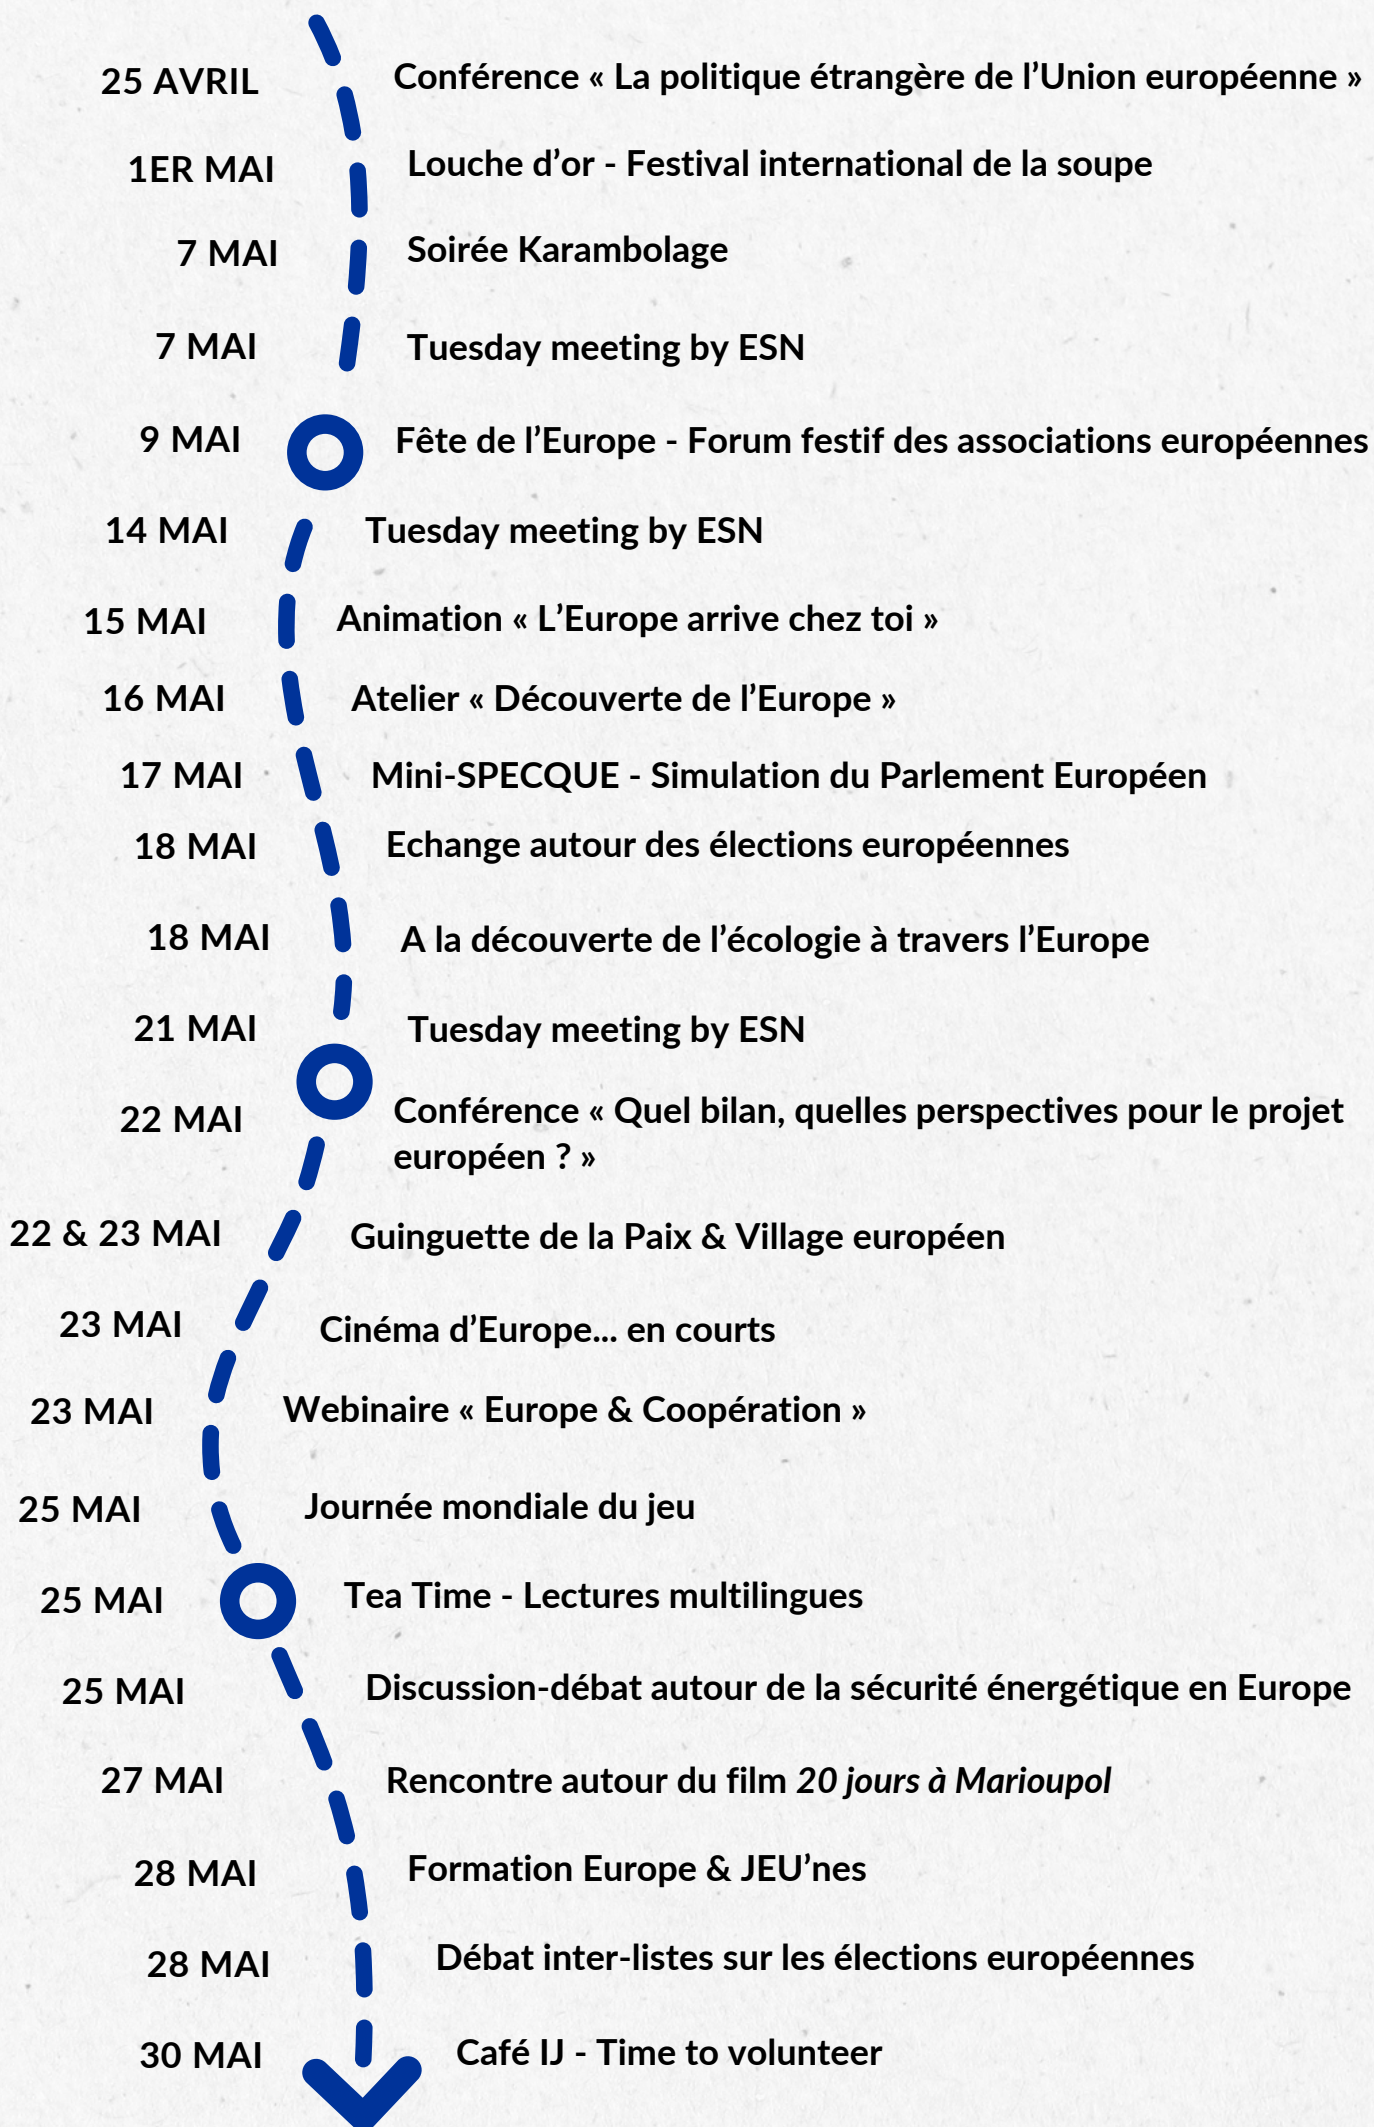 25 AVRIL Conférence « La politique étrangère de l’Union européenne »
1ER MAI Louche d’or - Festival international de la soupe
7 MAI Soirée Karambolage
7 MAI Tuesday meeting by ESN
9 MAI Fête de l’Europe - Forum festif des associations européennes
14 MAI Tuesday meeting by ESN
15 MAI Animation « L’Europe arrive chez toi »
16 MAI Atelier « Découverte de l’Europe »
17 MAI Mini-SPECQUE - Simulation du Parlement Européen
18 MAI Echange autour des élections européennes
18 MAI A la découverte de l’écologie à travers l’Europe
21 MAI Tuesday meeting by ESN
22 MAI Conférence « Quel bilan, quelles perspectives pour le projet
européen ? »
22 & 23 MAI Guinguette de la Paix & Village européen
23 MAI Cinéma d’Europe... en courts
23 MAI Webinaire « Europe & Coopération »
25 MAI Journée mondiale du jeu
25 MAI Tea Time - Lectures multilingues
25 MAI Discussion-débat autour de la sécurité énergétique en Europe
27 MAI Rencontre autour du film 20 jours à Marioupol
28 MAI Formation Europe & JEU’nes
28 MAI Débat inter-listes sur les élections européennes
30 MAI Café IJ - Time to volunteer